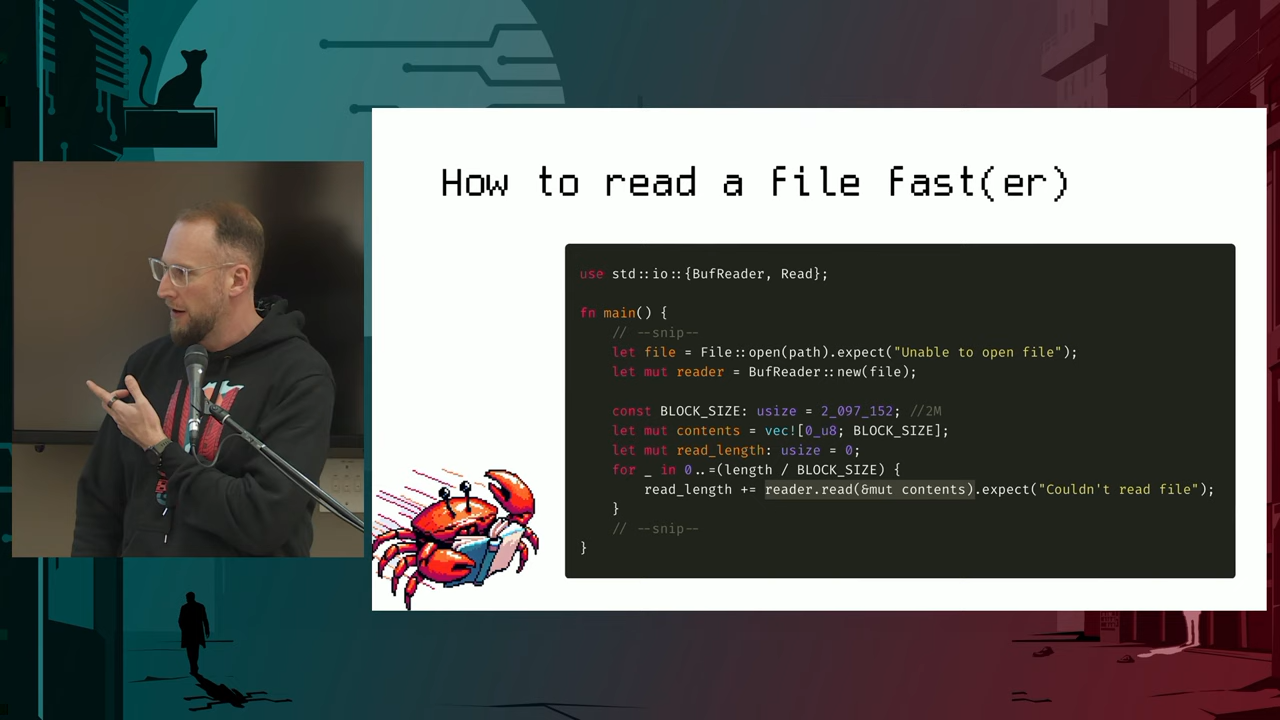 How to read a file fast(er)
use std::io::{BufReader, Read};
fn main() {
// --snip--
let file = File::open(path).expect("Unable to open file");
let mut reader = BufReader::new(file);
const BLOCK_SIZE: usize = 2_097_152; //2M
let mut contents = vec![0_u8; BLOCK_SIZE];
let mut read_length: usize = 0;
for _ in 0..=(length / BLOCK_SIZE) {
read_length += reader.read(&mut contents).expect("Couldn't read file");
}
// --snip--
}